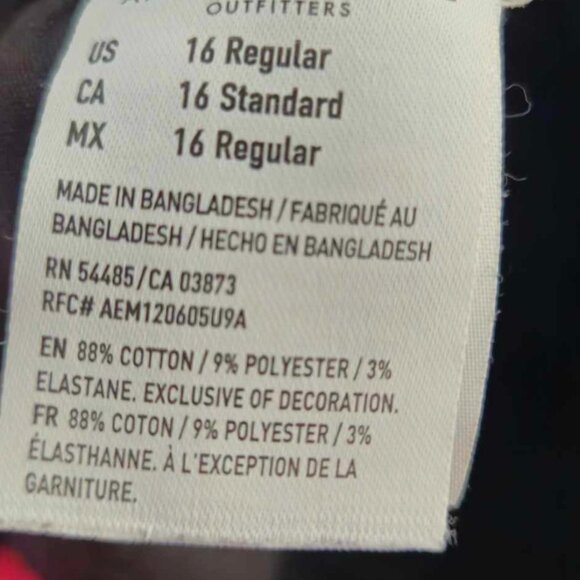 OUTFITTERS
US 16 Regular
CA 16 Standard
MX 16 Regular
MADE IN BANGLADESH / FABRIQUÉ AU
BANGLADESH / HECHO EN BANGLADESH
RN 54485 / CA 03873
RFC# AEM120605U9A
EN 88% COTTON / 9% POLYESTER / 3%
ELASTANE. EXCLUSIVE OF DECORATION.
FR 88% COTON / 9% POLYESTER / 3%
ÉLASTHANNE. À L'EXCEPTION DE LA
GARNITURE.